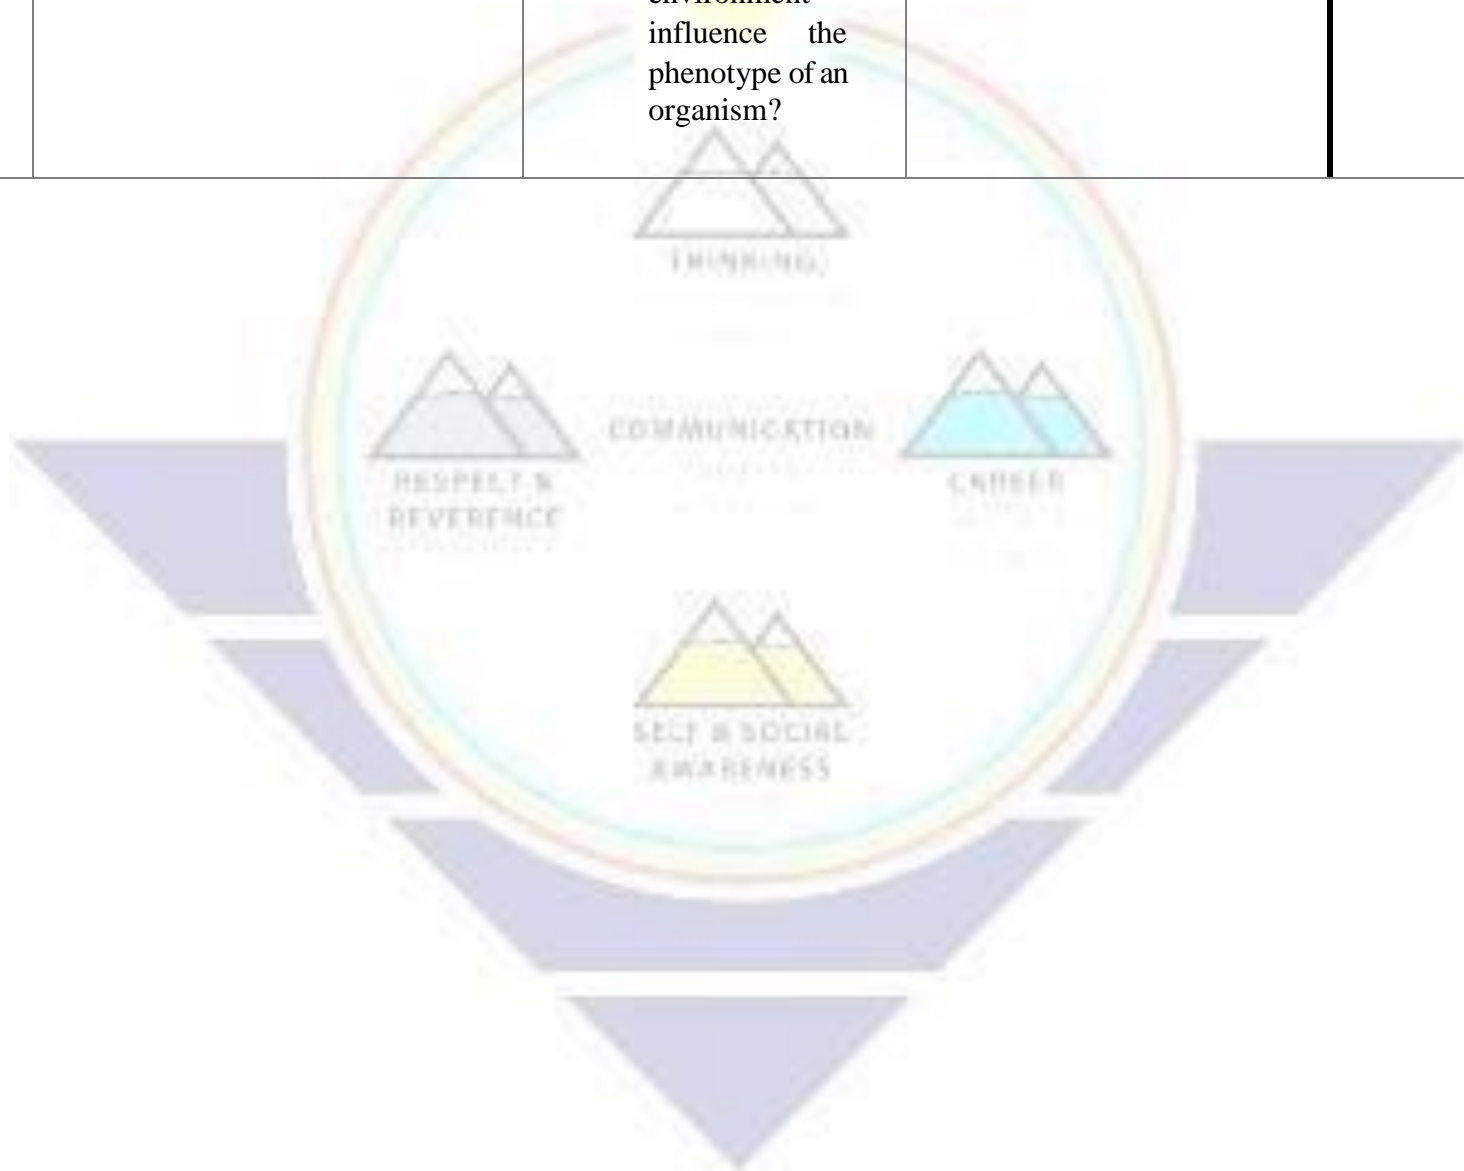 influence the
phenotype of an
organism?
THINKING
COMMUNICATION
RESPECT &
REVERENCE
CAREER
SELF & SOCIAL
AWARENESS